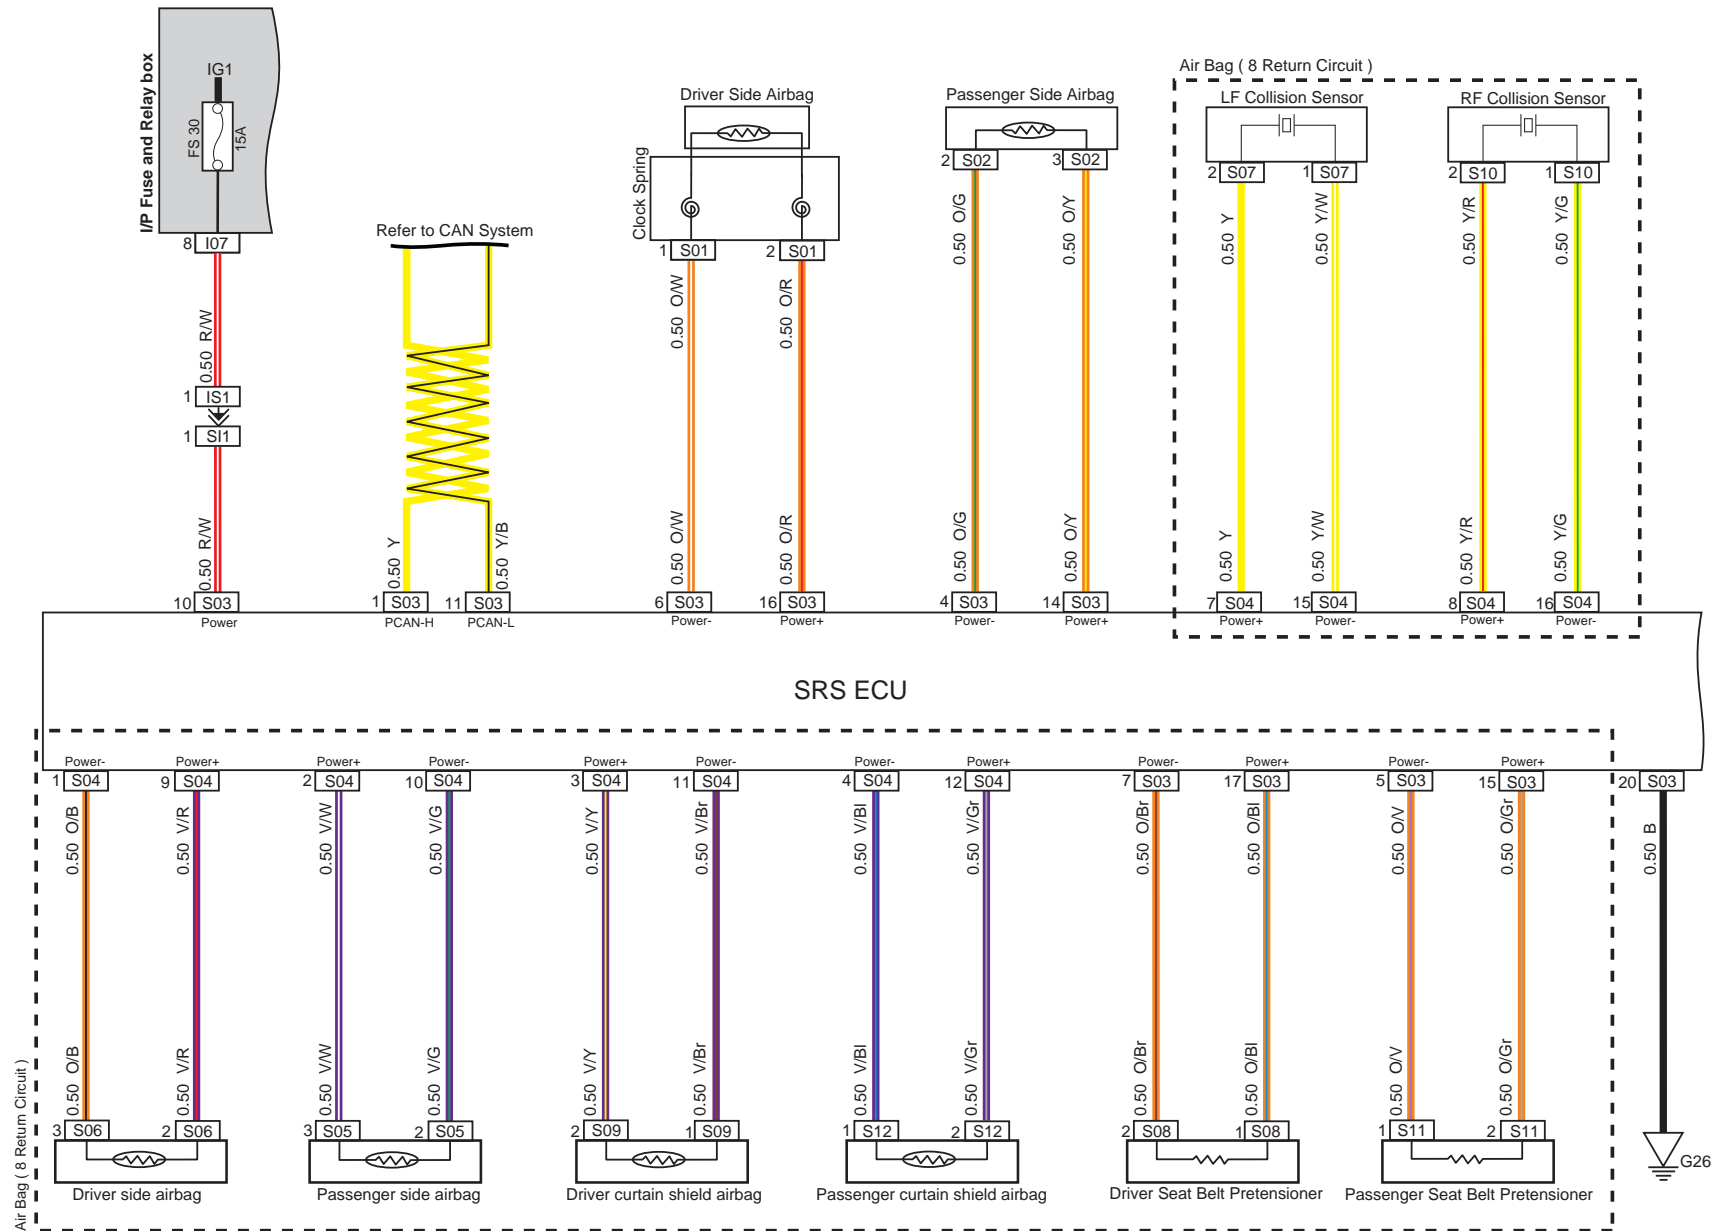 Air Bag ( 8 Return Circuit )
I/P Fuse and Relay box
IG1
FS 30
15A
8 I07
0.50 R/W
1 IS1
1 SI1
0.50 R/W
10 S03
Power
Refer to CAN System
0.50 Y
0.50 Y/B
1 S03
11 S03
PCAN-H
PCAN-L
Driver Side Airbag
Clock Spring
1 S01
2 S01
0.50 O/W
0.50 O/R
0.50 O/W
0.50 O/R
6 S03
16 S03
Power-
Power+
Passenger Side Airbag
2 S02
3 S02
0.50 O/G
0.50 O/Y
0.50 O/G
0.50 O/Y
4 S03
14 S03
Power-
Power+
LF Collision Sensor
2 S07
1 S07
0.50 Y
0.50 Y/W
0.50 Y
0.50 Y/W
7 S04
15 S04
Power+
Power-
RF Collision Sensor
2 S10
1 S10
0.50 Y/R
0.50 Y/G
0.50 Y/R
0.50 Y/G
8 S04
16 S04
Power+
Power-
SRS ECU
Power-
Power+
1 S04
9 S04
0.50 O/B
0.50 V/R
0.50 O/B
0.50 V/R
3 S06
2 S06
Driver side airbag
Power+
Power-
2 S04
10 S04
0.50 V/W
0.50 V/G
0.50 V/W
0.50 V/G
3 S05
2 S05
Passenger side airbag
Power+
Power-
3 S04
11 S04
0.50 V/Y
0.50 V/Br
0.50 V/Y
0.50 V/Br
2 S09
1 S09
Driver curtain shield airbag
Power-
Power+
4 S04
12 S04
0.50 V/Bl
0.50 V/Gr
0.50 V/Bl
0.50 V/Gr
1 S12
2 S12
Passenger curtain shield airbag
Power-
Power+
7 S03
17 S03
0.50 O/Br
0.50 O/Bl
0.50 O/Br
0.50 O/Bl
2 S08
1 S08
Driver Seat Belt Pretensioner
Power-
Power+
5 S03
15 S03
0.50 O/V
0.50 O/Gr
0.50 O/V
0.50 O/Gr
1 S11
2 S11
Passenger Seat Belt Pretensioner
20 S03
0.50 B
G26
Air Bag ( 8 Return Circuit )